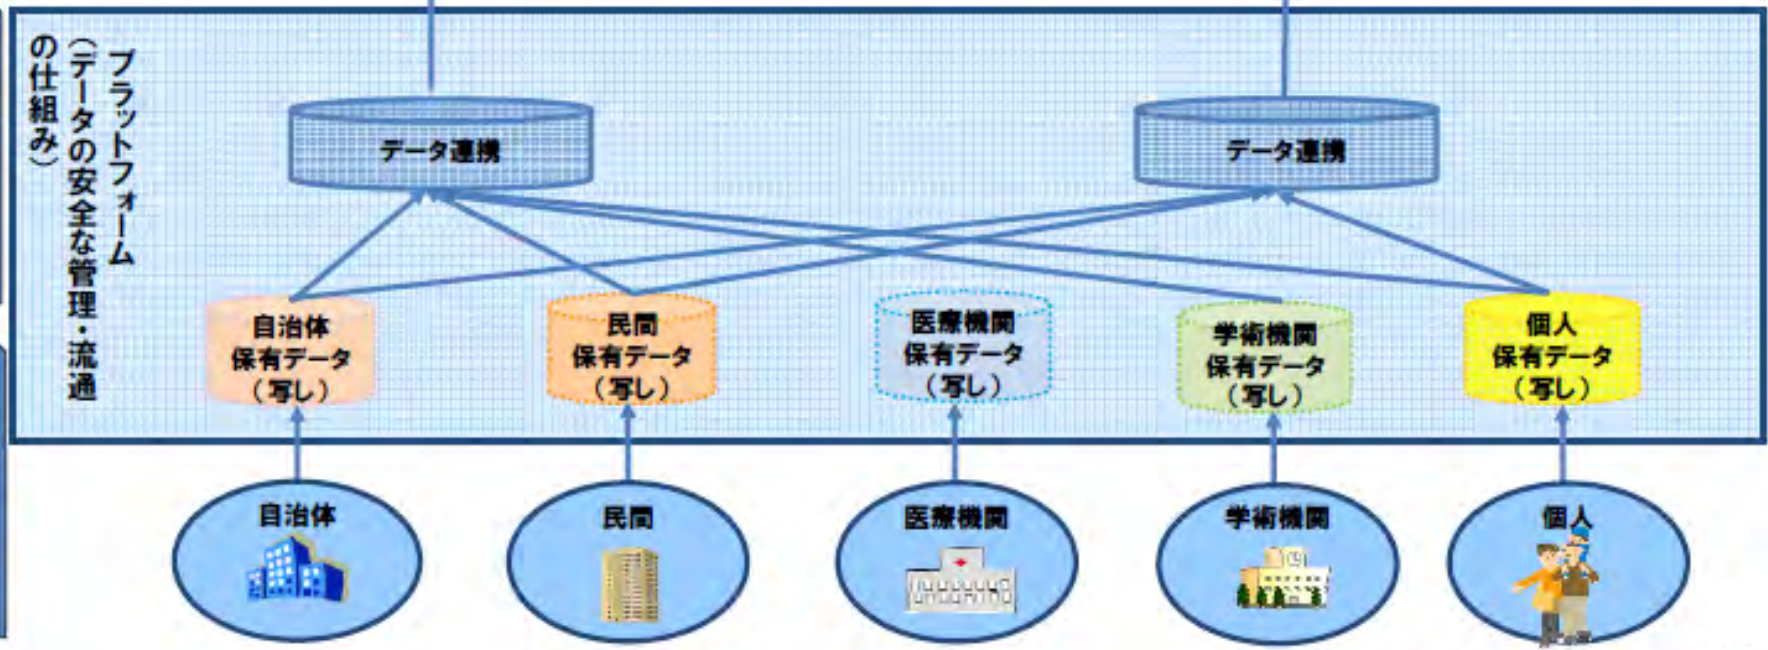 プラットフォーム
（データの安全な管理・流通
の仕組み）
データ連携
データ連携
自治体
保有データ
（写し）
民間
保有データ
（写し）
医療機関
保有データ
（写し）
学術機関
保有データ
（写し）
個人
保有データ
（写し）
自治体
民間
医療機関
学術機関
個人